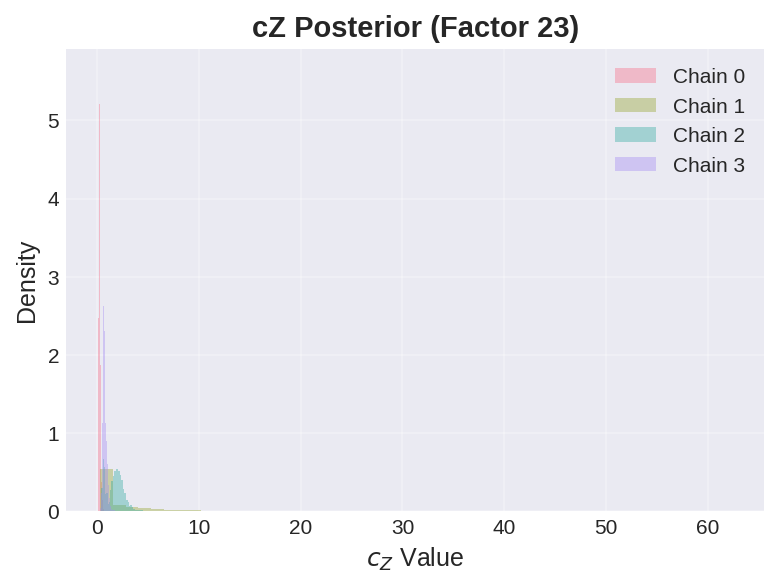 cZ Posterior (Factor 23)
Chain 0
Chain 1
Chain 2
Chain 3
Density
5
4
3
2
1
0
0 10 20 30 40 50 60
c_Z Value